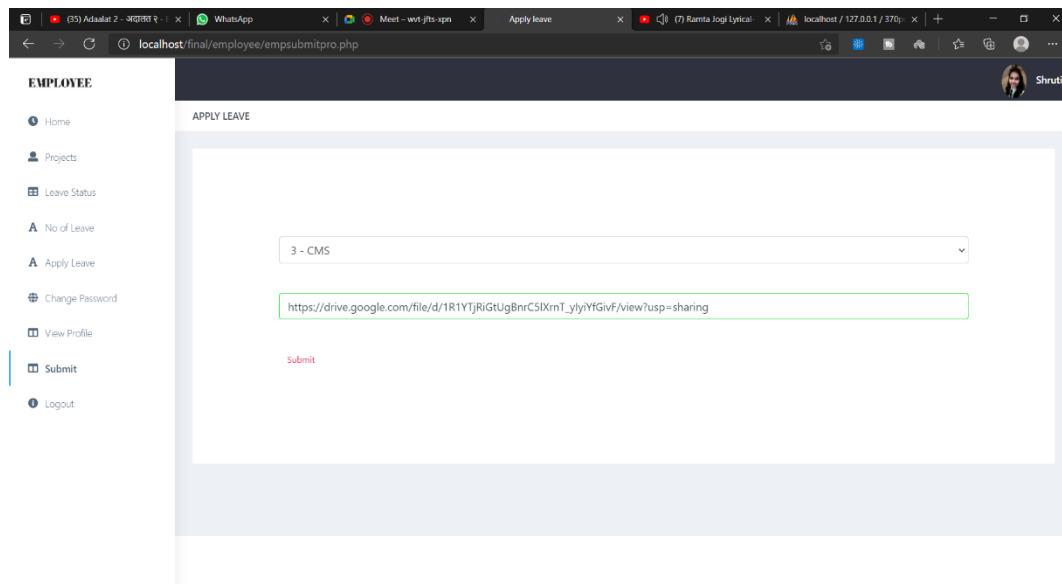 (35) Adaalat 2 - अदालत २ -
WhatsApp
Meet – wvt-jfts-xpn
Apply leave
(7) Ramta Jogi Lyrical-
localhost / 127.0.0.1 / 370p
localhost/final/employee/empsubmitpro.php
EMPLOYEE
Shruti
APPLY LEAVE
Home
Projects
Leave Status
No of Leave
Apply Leave
Change Password
View Profile
Submit
Logout
3 - CMS
https://drive.google.com/file/d/1R1YTjRiGtUgBnrC5lXrnT_yIyiYfGivF/view?usp=sharing
Submit